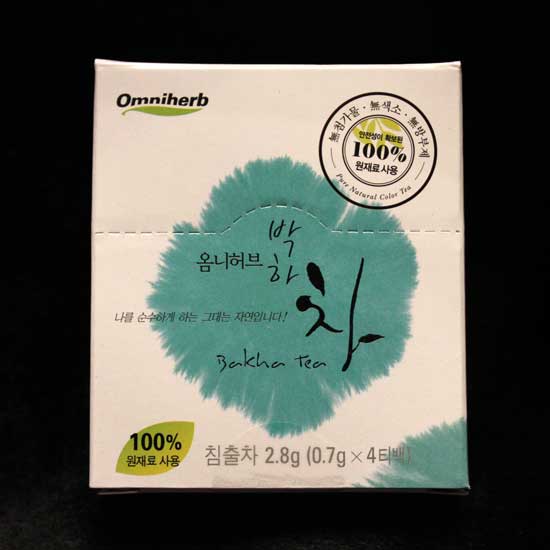 Omniherb
無첨가물 · 無색소 · 無방부제
안전성이 확보된
100%
원재료 사용
Pure Natural Color Tea
옴니허브
박하
차
나를 순수하게 하는 그대는 자연입니다!
Bakha tea
100%
원재료 사용
침출차 2.8g (0.7g × 4티백)